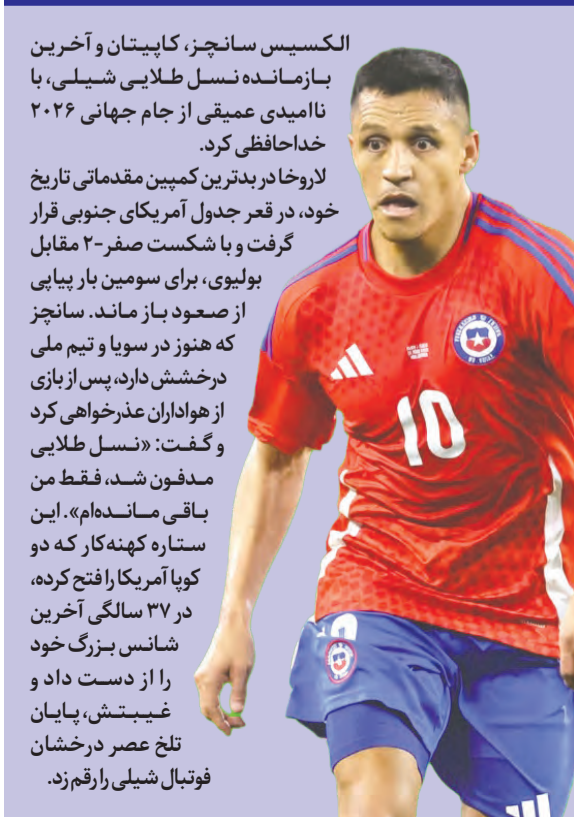 الکسیس سانچز، کاپیتان و آخرین
بازمانده نسل طلایی شیلی، با
ناامیدی عمیقی از جام جهانی ۲۰۲۶
خداحافظی کرد.
لاروخا در بدترین کمپین مقدماتی تاریخ
خود، در قعر جدول آمریکای جنوبی قرار
گرفت و با شکست صفر-۲ مقابل
بولیوی، برای سومین بار پیاپی
از صعود باز ماند. سانچز
که هنوز در سویا و تیم ملی
درخشش دارد، پس از بازی
از هواداران عذرخواهی کرد
و گفت: «نسل طلایی
مدفون شد، فقط من
باقی مانده‌ام». این
ستاره کهنه‌کار که دو
کوپا آمریکا را فتح کرده،
در ۳۷ سالگی آخرین
شانس بزرگ خود
را از دست داد و
غیبتش، پایان
تلخ عصر درخشان
فوتبال شیلی را رقم زد.
10